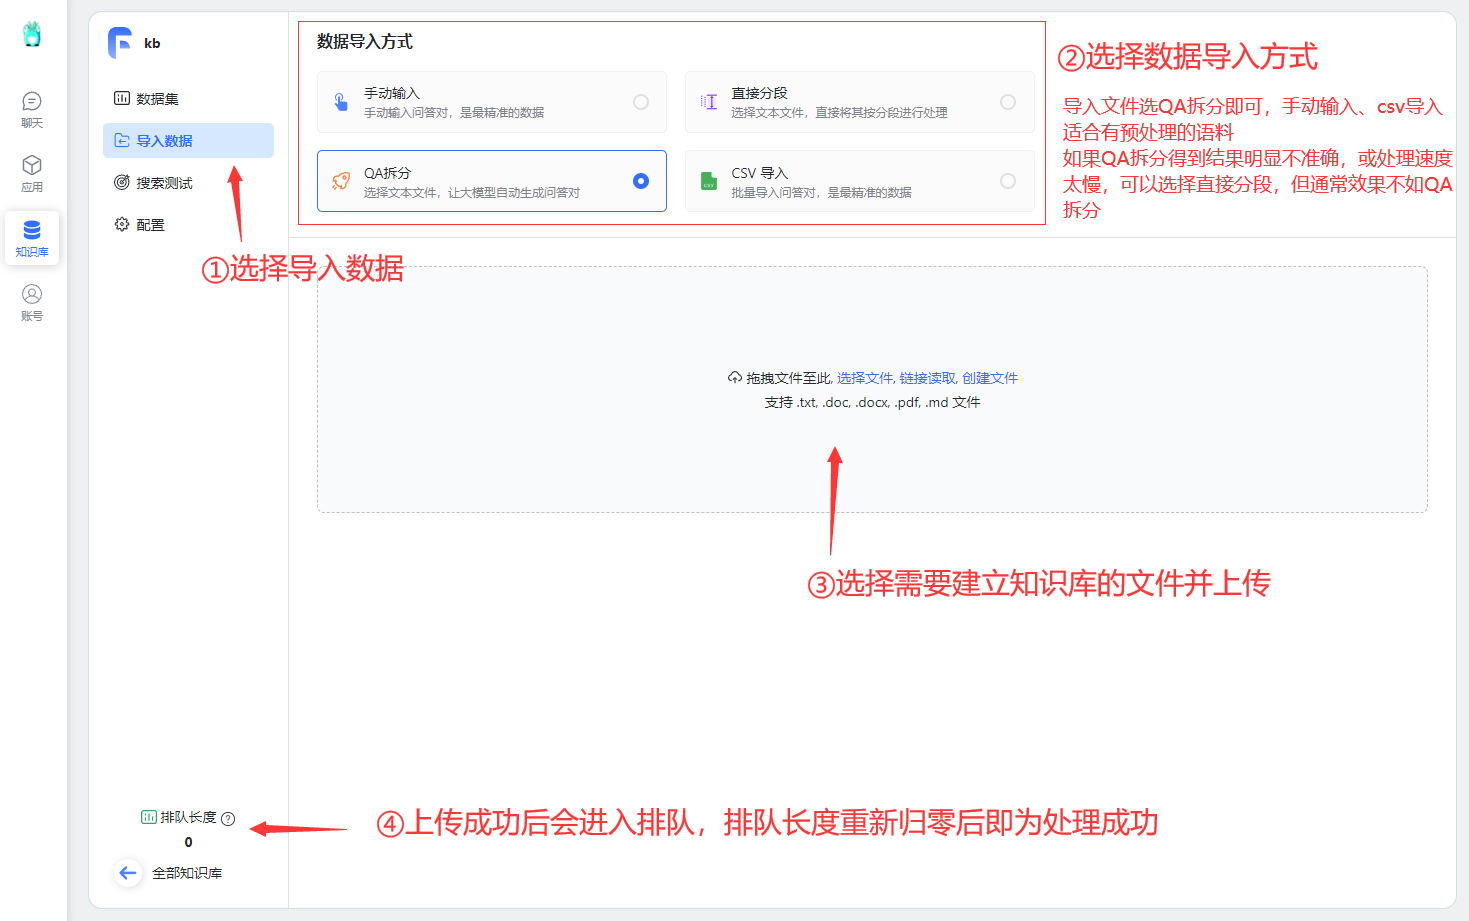 kb
聊天
应用
知识库
账号
数据集
导入数据
搜索测试
配置
①选择导入数据
数据导入方式
手动输入
手动输入问答对，是最精准的数据
直接分段
选择文本文件，直接将其按分段进行处理
QA拆分
选择文本文件，让大模型自动生成问答对
CSV 导入
批量导入问答对，是最精准的数据
CSV
②选择数据导入方式
导入文件选QA拆分即可，手动输入、csv导入
适合有预处理的语料
如果QA拆分得到结果明显不准确，或处理速度
太慢，可以选择直接分段，但通常效果不如QA
拆分
拖拽文件至此, 选择文件, 链接读取, 创建文件
支持 .txt, .doc, .docx, .pdf, .md 文件
③选择需要建立知识库的文件并上传
排队长度 ?
0
④上传成功后会进入排队，排队长度重新归零后即为处理成功
全部知识库